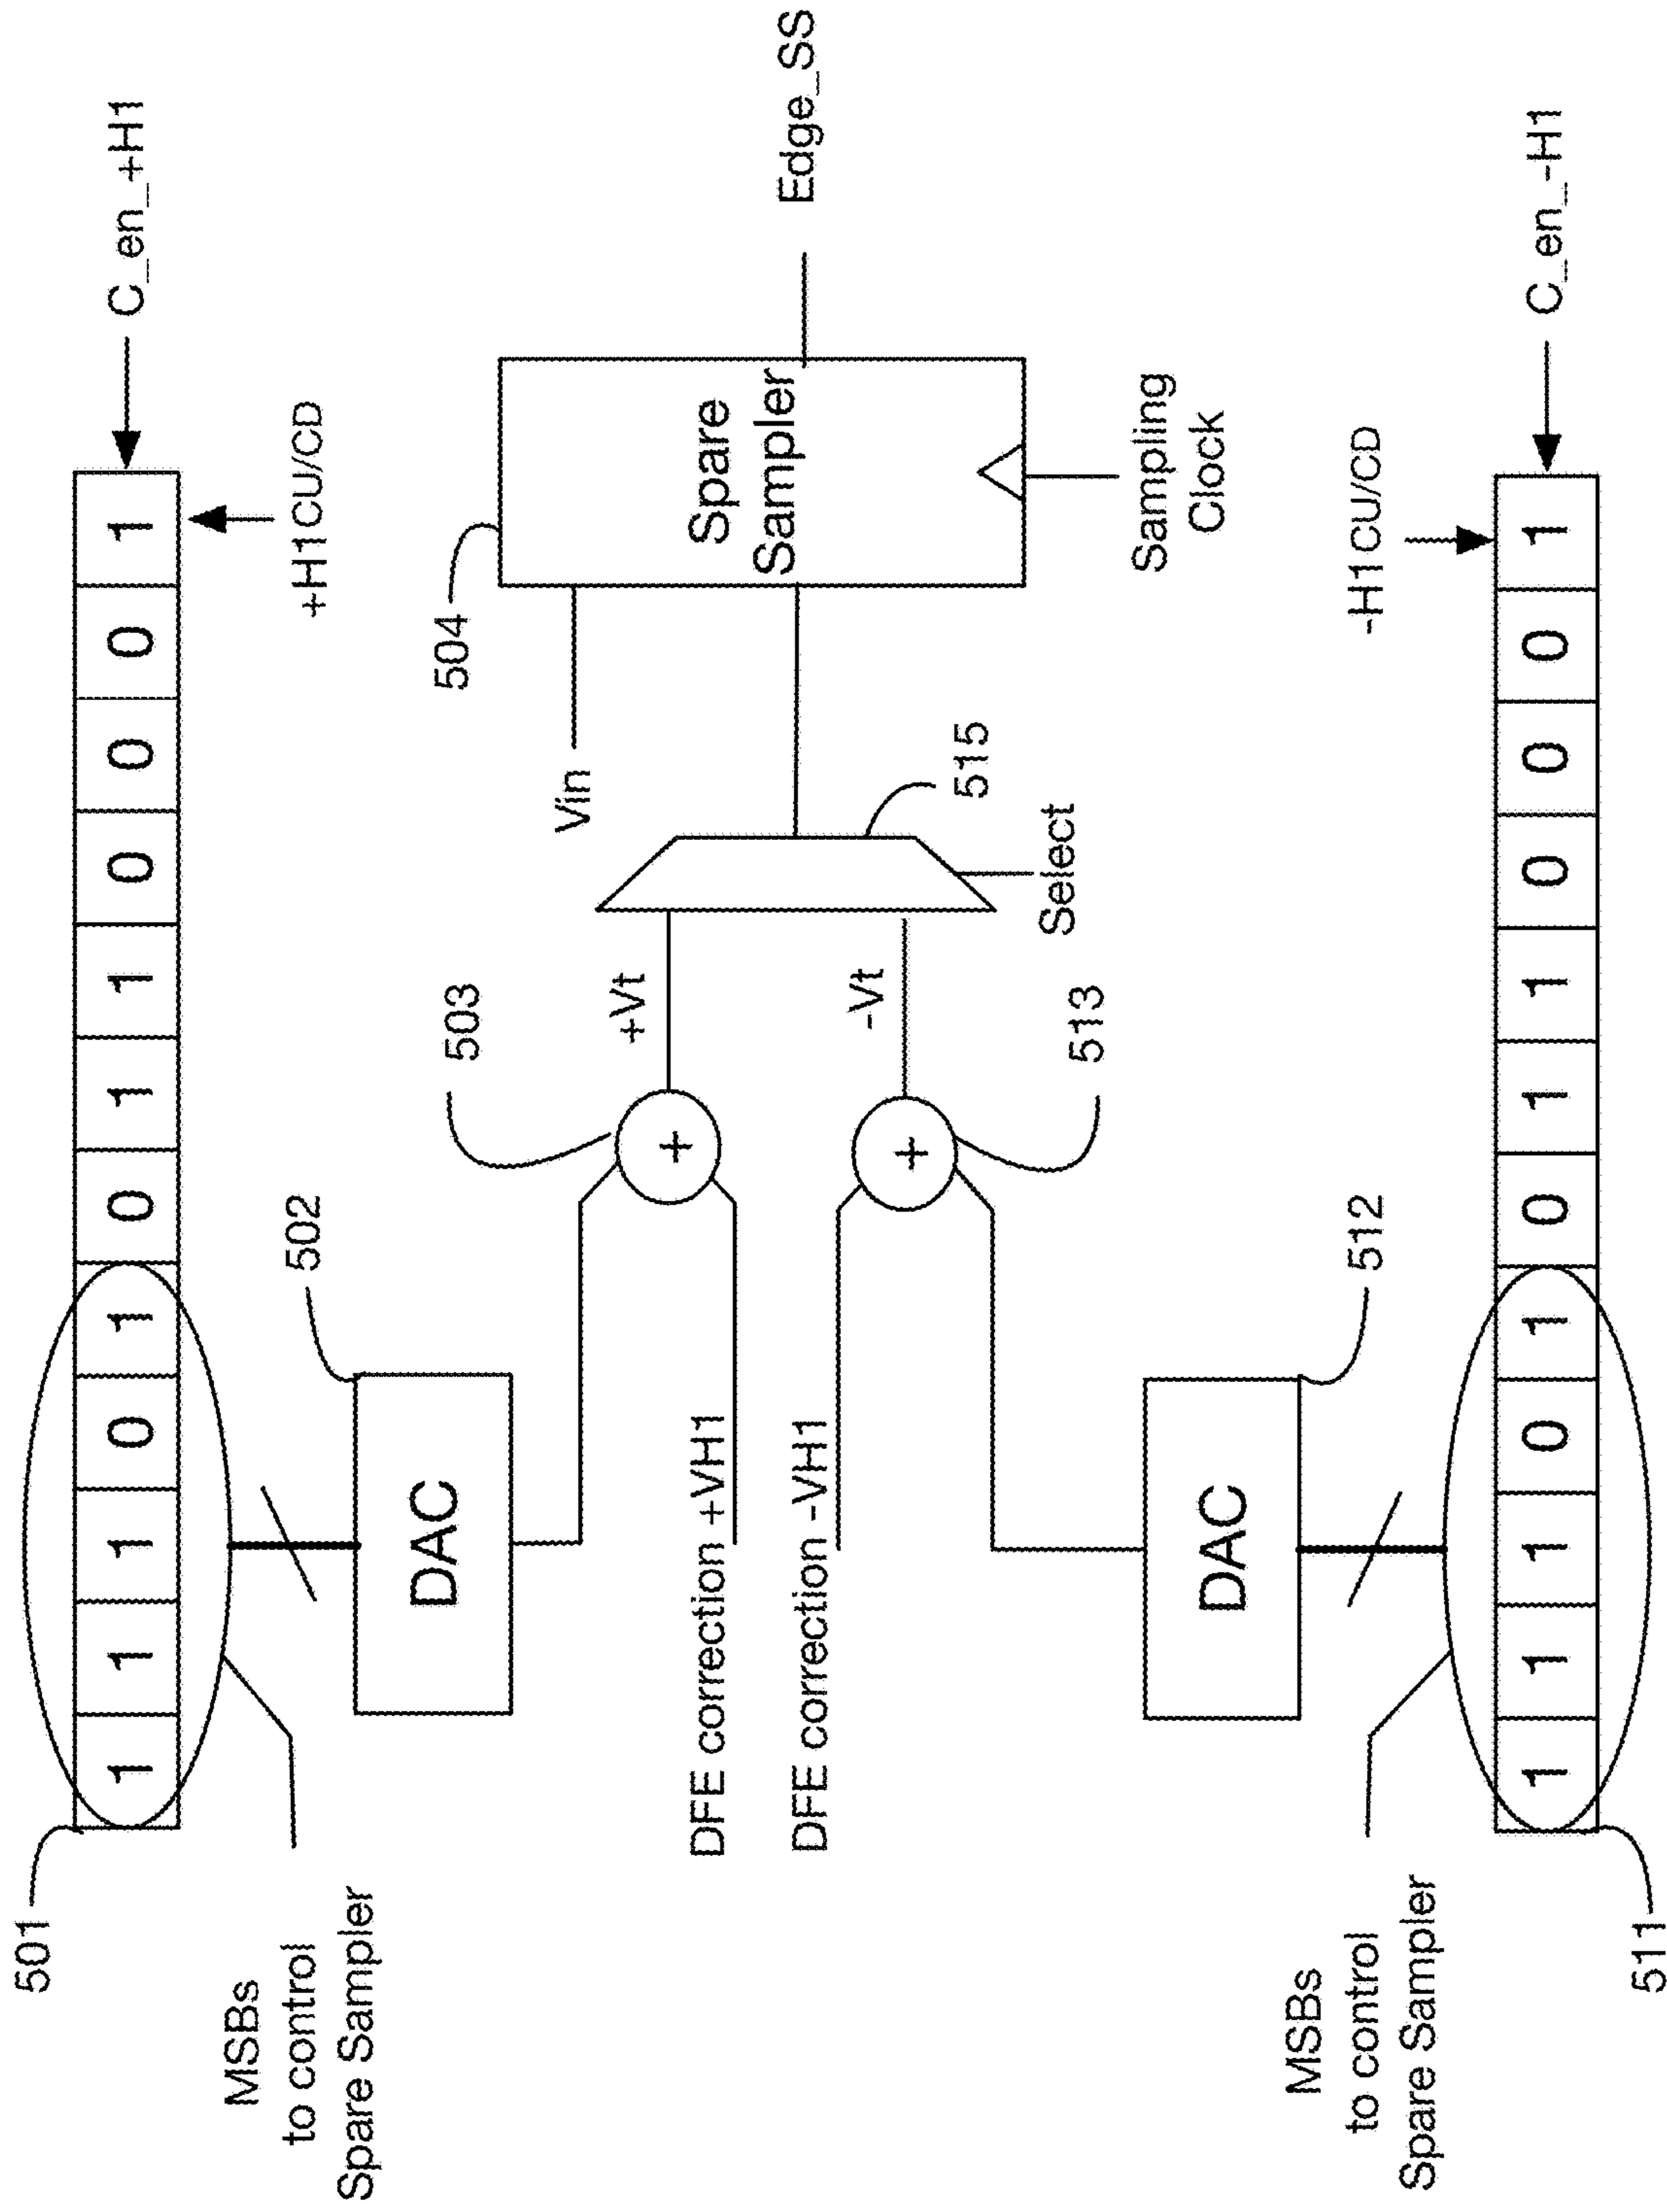 501
1 1 1 0 1 0 1 1 0 0 0 1
C_en_+H1
MSBs
to control
Spare Sampler
502
+H1CU/CD
DAC
503
504
Vin
+Vt
Spare
Sampler
Edge_SS
DFE correction +VH1
DFE correction -VH1
-Vt
515
Select
513
Sampling
Clock
DAC
512
-H1CU/CD
MSBs
to control
Spare Sampler
1 1 1 0 1 0 1 1 0 0 0 1
C_en_-H1
511